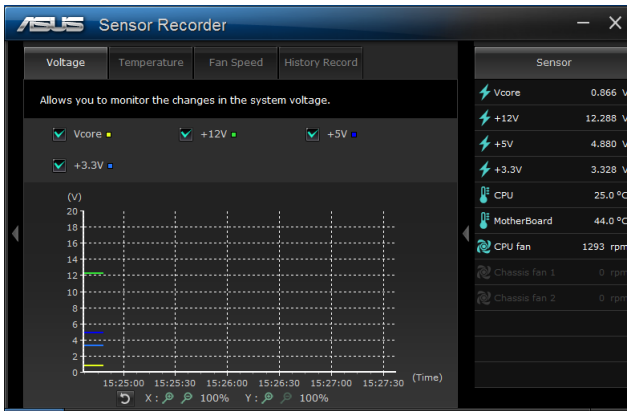 ASUS Sensor Recorder
Voltage Temperature Fan Speed History Record
Allows you to monitor the changes in the system voltage.
Vcore +12V +5V
+3.3V
(V)
20
18
16
14
12
10
8
6
4
2
0
15:25:00 15:25:30 15:26:00 15:26:30 15:27:00 15:27:30 (Time)
X : 100% Y : 100%
Sensor
Vcore 0.866 V
+12V 12.288 V
+5V 4.880 V
+3.3V 3.328 V
CPU 25.0 °C
MotherBoard 44.0 °C
CPU fan 1293 rpm
Chassis fan 1 0 rpm
Chassis fan 2 0 rpm